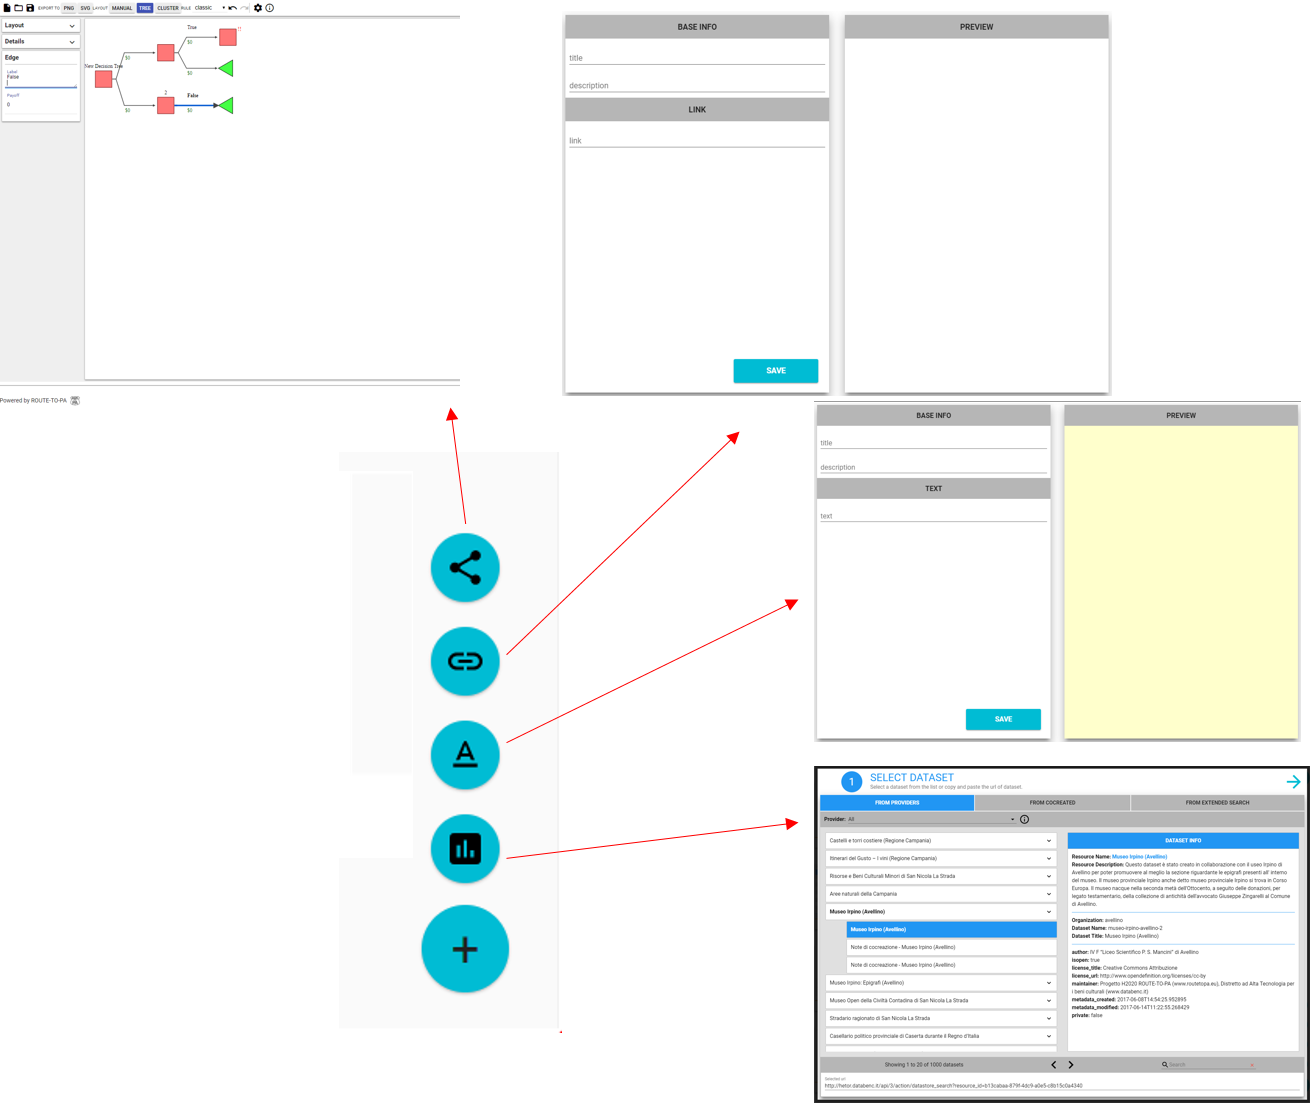 EXPORT TO PNG SVG LAYOUT MANUAL TREE CLUSTER RULE classic
Layout
Details
Edge
Label
False
Payoff
0
True
$0
$0
New Decision Tree
$0
2
False
$0
$0
$0
Powered by ROUTE-TO-PA
BASE INFO
title
description
LINK
link
SAVE
PREVIEW
BASE INFO
title
description
TEXT
text
SAVE
PREVIEW
1
SELECT DATASET
Select a dataset from the list or copy and paste the url of dataset.
FROM PROVIDERS
FROM COCREATED
FROM EXTENDED SEARCH
Provider: All
Castelli e torri costiere (Regione Campania)
Itinerari del Gusto – I vini (Regione Campania)
Risorse e Beni Culturali Minori di San Nicola La Strada
Aree naturali della Campania
Museo Irpino (Avellino)
Museo Irpino (Avellino)
Note di cocreazione - Museo Irpino (Avellino)
Note di cocreazione - Museo Irpino (Avellino)
Museo Irpino: Epigrafi (Avellino)
Museo Open della Civiltà Contadina di San Nicola La Strada
Stradario ragionato di San Nicola La Strada
Casellario politico provinciale di Caserta durante il Regno d'Italia
DATASET INFO
Resource Name: Museo Irpino (Avellino)
Resource Description: Questo dataset è stato creato in collaborazione con il useo Irpino di
Avellino per poter promuovere al meglio la sezione riguardante le epigrafi presenti all' interno
del museo. Il museo provinciale Irpino anche detto museo provinciale Irpino si trova in Corso
Europa. Il museo nacque nella seconda metà dell'Ottocento, a seguito delle donazioni, per
legato testamentario, della collezione di antichità dell'avvocato Giuseppe Zingarelli al Comune
di Avellino.
Organization: avellino
Dataset Name: museo-irpino-avellino-2
Dataset Title: Museo Irpino (Avellino)
author: IV F "Liceo Scientifico P. S. Mancini" di Avellino
isopen: true
license_title: Creative Commons Attribuzione
license_url: http://www.opendefinition.org/licenses/cc-by
maintainer: Progetto H2020 ROUTE-TO-PA (www.routetopa.eu), Distretto ad Alta Tecnologia per
i beni culturali (www.databenc.it)
metadata_created: 2017-06-08T14:54:25.952895
metadata_modified: 2017-06-14T11:22:55.268429
private: false
Showing 1 to 20 of 1000 datasets
Search
Selected url
http://hetor.databenc.it/api/3/action/datastore_search?resource_id=b13cabaa-879f-4dc9-a0e5-c8b15c0a4340